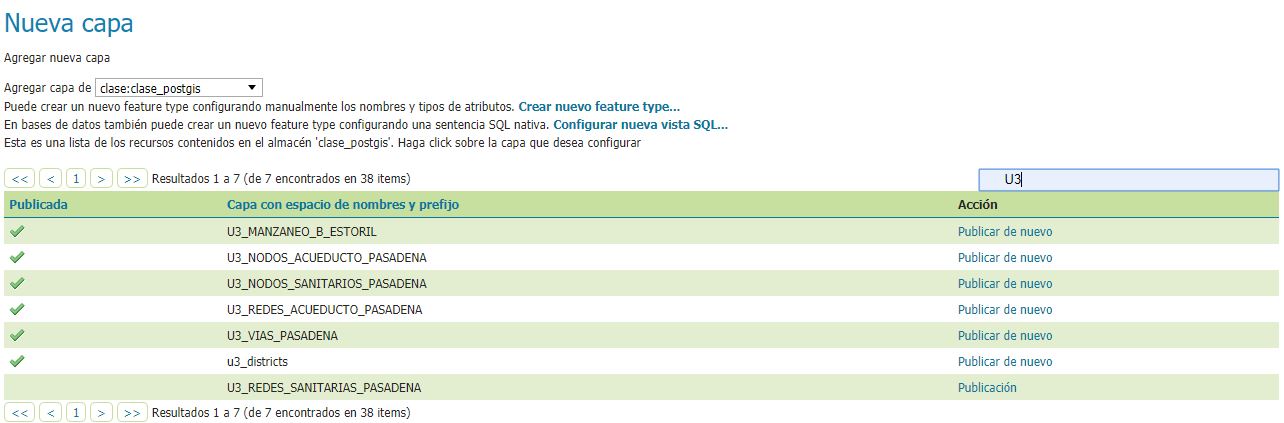 Nueva capa
Agregar nueva capa
Agregar capa de clase:clase_postgis
Puede crear un nuevo feature type configurando manualmente los nombres y tipos de atributos. Crear nuevo feature type...
En bases de datos también puede crear un nuevo feature type configurando una sentencia SQL nativa. Configurar nueva vista SQL...
Esta es una lista de los recursos contenidos en el almacén 'clase_postgis'. Haga click sobre la capa que desea configurar
<< < 1 > >> Resultados 1 a 7 (de 7 encontrados en 38 items) U3
Publicada Capa con espacio de nombres y prefijo Acción
U3_MANZANEO_B_ESTORIL Publicar de nuevo
U3_NODOS_ACUEDUCTO_PASADENA Publicar de nuevo
U3_NODOS_SANITARIOS_PASADENA Publicar de nuevo
U3_REDES_ACUEDUCTO_PASADENA Publicar de nuevo
U3_VIAS_PASADENA Publicar de nuevo
u3_districts Publicar de nuevo
U3_REDES_SANITARIAS_PASADENA Publicación
<< < 1 > >> Resultados 1 a 7 (de 7 encontrados en 38 items)